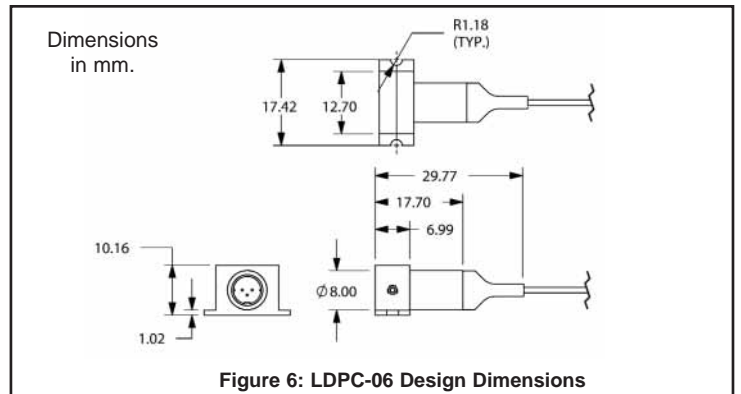 Dimensions
in mm.
R1.18
(TYP.)
17.42
12.70
29.77
17.70
6.99
10.16
Ø8.00
1.02
Figure 6: LDPC-06 Design Dimensions